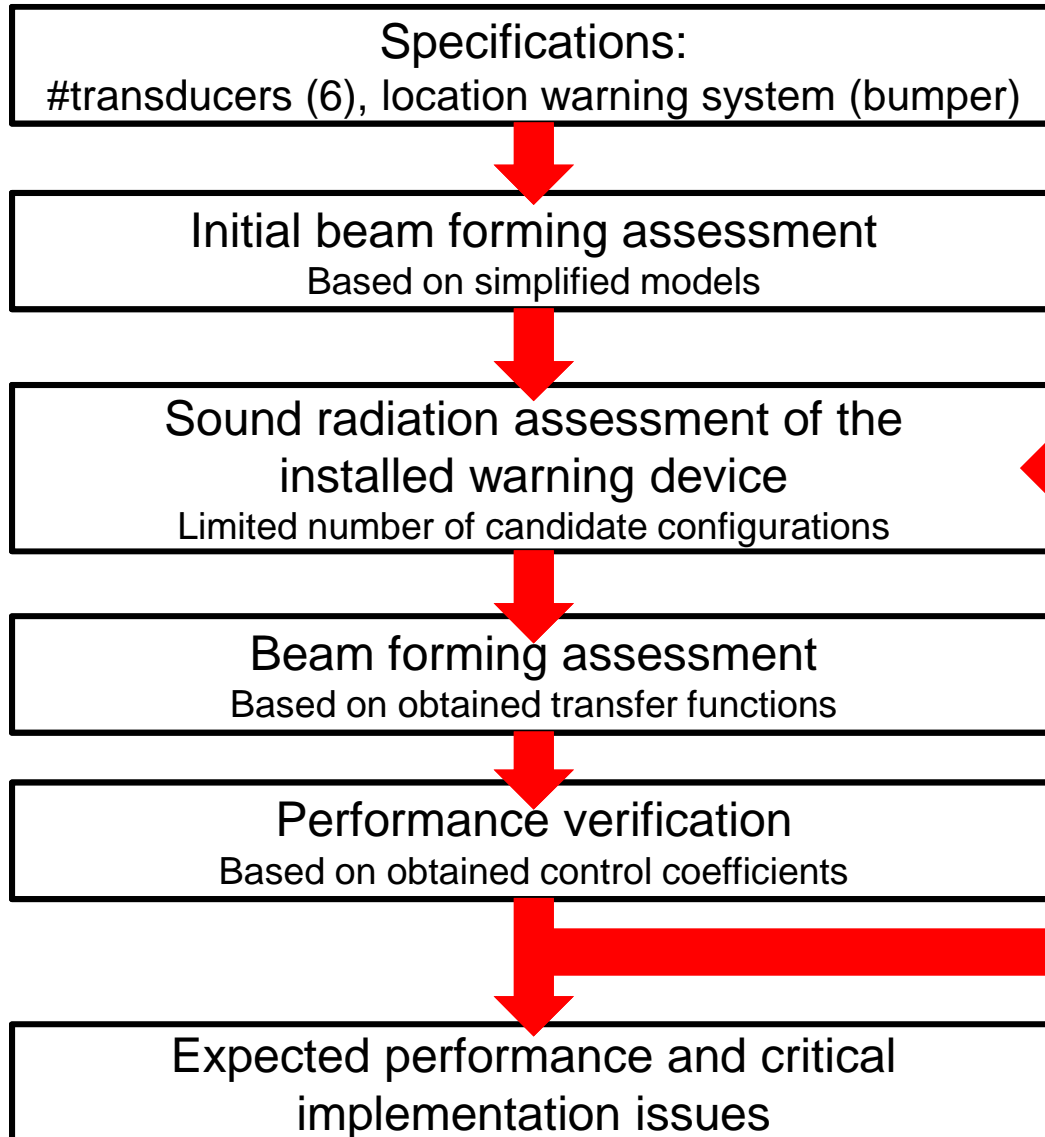 Specifications:
#transducers (6), location warning system (bumper)
Initial beam forming assessment
Based on simplified models
Sound radiation assessment of the
installed warning device
Limited number of candidate configurations
Beam forming assessment
Based on obtained transfer functions
Performance verification
Based on obtained control coefficients
Expected performance and critical
implementation issues